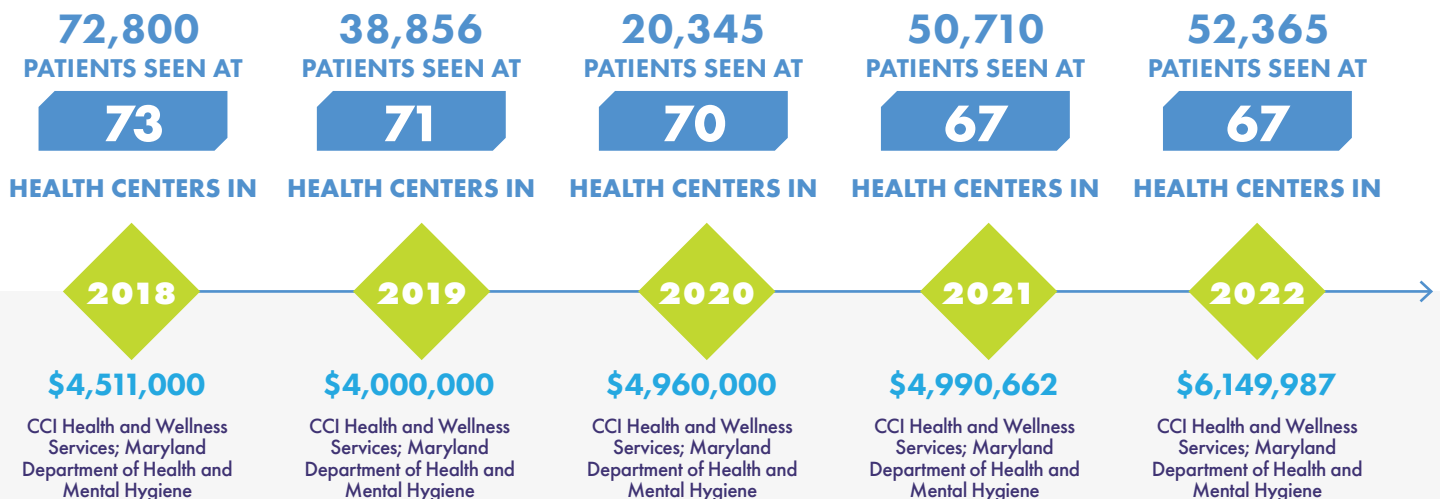 72,800
PATIENTS SEEN AT
73
HEALTH CENTERS IN
2018
$4,511,000
CCI Health and Wellness
Services; Maryland
Department of Health and
Mental Hygiene
38,856
PATIENTS SEEN AT
71
HEALTH CENTERS IN
2019
$4,000,000
CCI Health and Wellness
Services; Maryland
Department of Health and
Mental Hygiene
20,345
PATIENTS SEEN AT
70
HEALTH CENTERS IN
2020
$4,960,000
CCI Health and Wellness
Services; Maryland
Department of Health and
Mental Hygiene
50,710
PATIENTS SEEN AT
67
HEALTH CENTERS IN
2021
$4,990,662
CCI Health and Wellness
Services; Maryland
Department of Health and
Mental Hygiene
52,365
PATIENTS SEEN AT
67
HEALTH CENTERS IN
2022
$6,149,987
CCI Health and Wellness
Services; Maryland
Department of Health and
Mental Hygiene